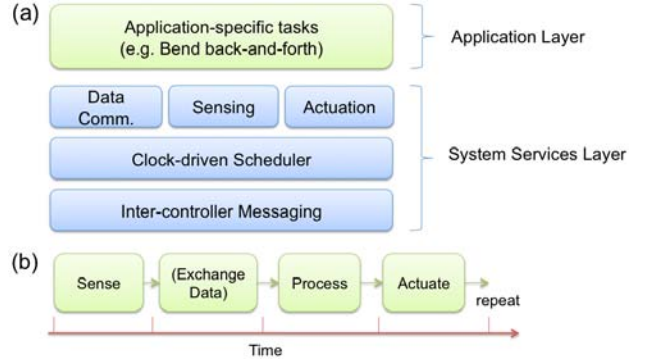 (a)
Application-specific tasks
(e.g. Bend back-and-forth)
Application Layer
Data
Comm.
Sensing
Actuation
Clock-driven Scheduler
System Services Layer
Inter-controller Messaging
(b)
Sense
(Exchange
Data)
Process
Actuate
repeat
Time